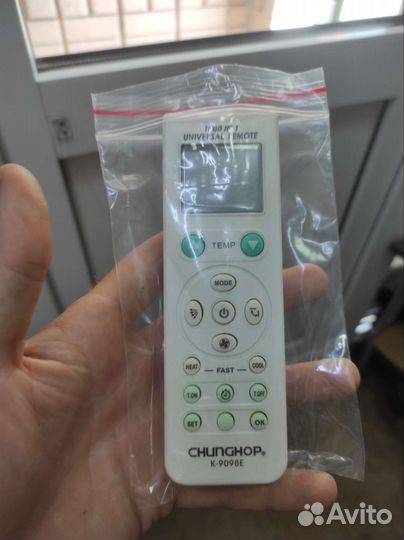 1000 in 1
UNIVERSAL REMOTE
TEMP
MODE
HEAT FAST COOL
T.ON T.OFF
SET OK
CHUNGHOP®
K-9098E
Avito